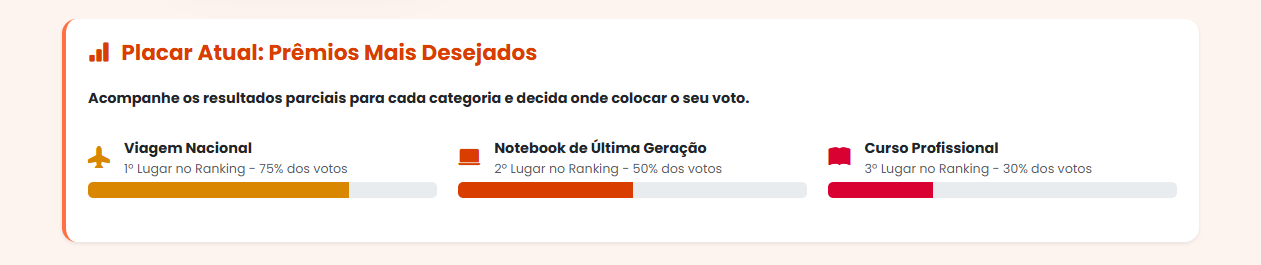 Placar Atual: Prêmios Mais Desejados
Acompanhe os resultados parciais para cada categoria e decida onde colocar o seu voto.
Viagem Nacional
1º Lugar no Ranking - 75% dos votos
Notebook de Última Geração
2º Lugar no Ranking - 50% dos votos
Curso Profissional
3º Lugar no Ranking - 30% dos votos